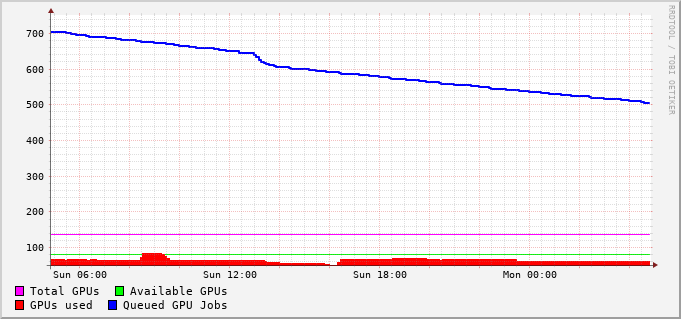 700
600
500
400
300
200
100
Sun 06:00 Sun 12:00 Sun 18:00 Mon 00:00
Total GPUs Available GPUs
GPUs used Queued GPU Jobs
RRDTOOL / TOBI OETIKER